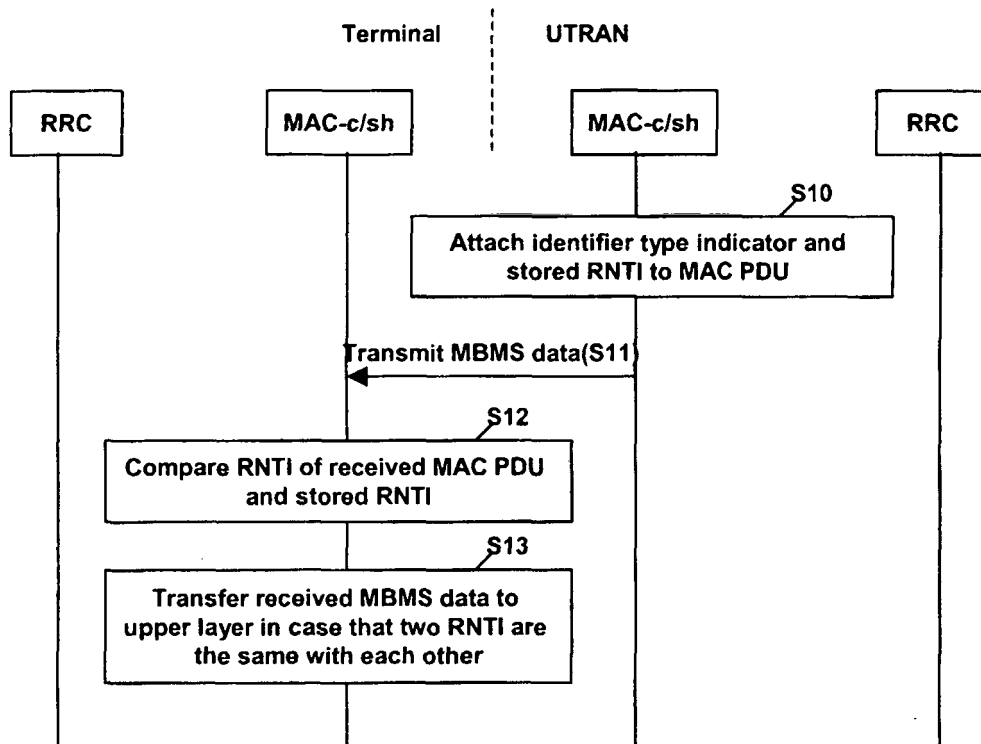 Terminal UTRAN
RRC MAC-c/sh MAC-c/sh RRC
S10
Attach identifier type indicator and
stored RNTI to MAC PDU
Transmit MBMS data(S11)
S12
Compare RNTI of received MAC PDU
and stored RNTI
S13
Transfer received MBMS data to
upper layer in case that two RNTI are
the same with each other